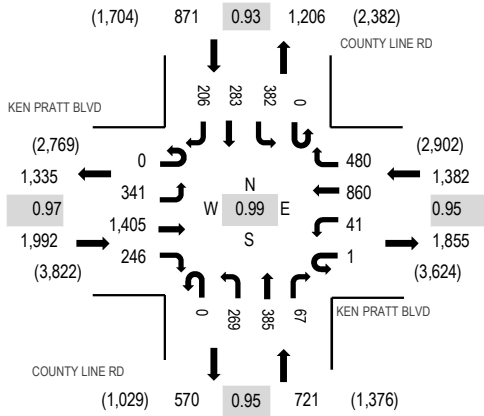 (1,704) 871 0.93 1,206 (2,382)
COUNTY LINE RD
KEN PRATT BLVD
206 283 382 0
(2,769)
1,335
0.97
1,992
(3,822)
0
341
1,405
246
N
W 0.99 E
S
480
860
41
1
(2,902)
1,382
0.95
1,855
(3,624)
0 269 385 67
KEN PRATT BLVD
COUNTY LINE RD
(1,029) 570 0.95 721 (1,376)